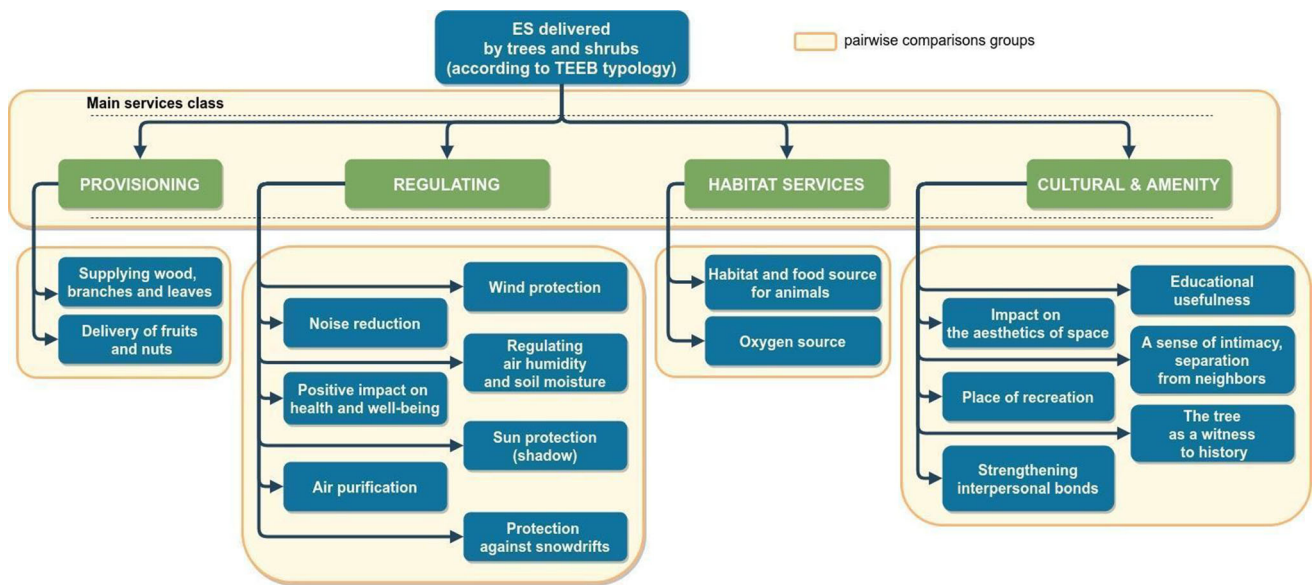 ES delivered
by trees and shrubs
(according to TEEB typology)
pairwise comparisons groups
Main services class
PROVISIONING
REGULATING
HABITAT SERVICES
CULTURAL & AMENITY
Supplying wood,
branches and leaves
Delivery of fruits
and nuts
Wind protection
Noise reduction
Regulating
air humidity
and soil moisture
Positive impact on
health and well-being
Sun protection
(shadow)
Air purification
Protection
against snowdrifts
Habitat and food source
for animals
Oxygen source
Educational
usefulness
Impact on
the aesthetics of space
A sense of intimacy,
separation
from neighbors
Place of recreation
The tree
as a witness
to history
Strengthening
interpersonal bonds